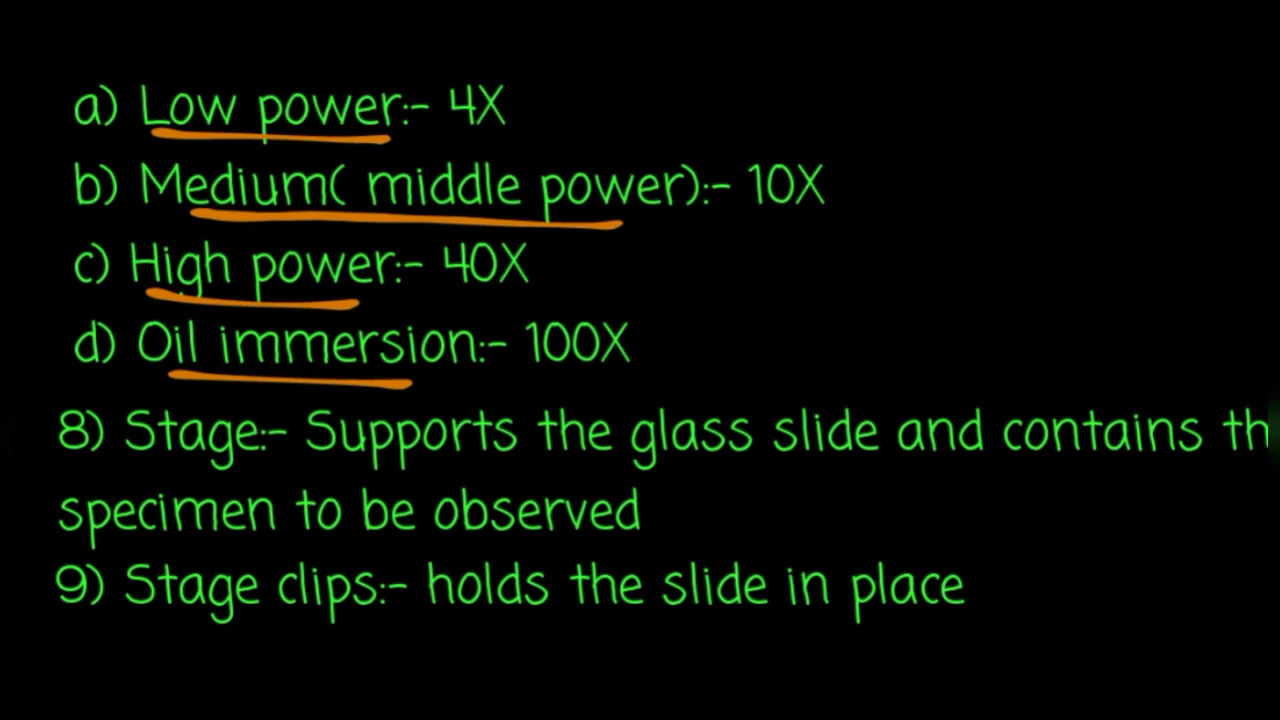 a) Low power:- 4X
b) Medium( middle power):- 10X
c) High power:- 40X
d) Oil immersion:- 100X
8) Stage:- Supports the glass slide and contains th
specimen to be observed
9) Stage clips:- holds the slide in place